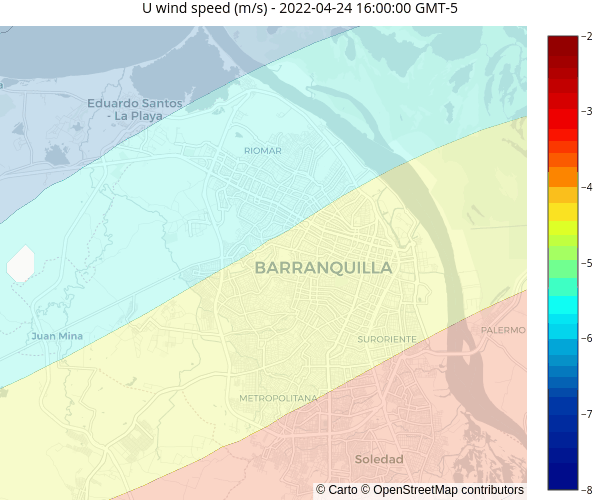 U wind speed (m/s) - 2022-04-24 16:00:00 GMT-5
Eduardo Santos
- La Playa
RIOMAR
BARRANQUILLA
Juan Mina
SURORIENTE
PALERMO
METROPOLITANA
Soledad
© Carto © OpenStreetMap contributors
−2
−3
−4
−5
−6
−7
−8